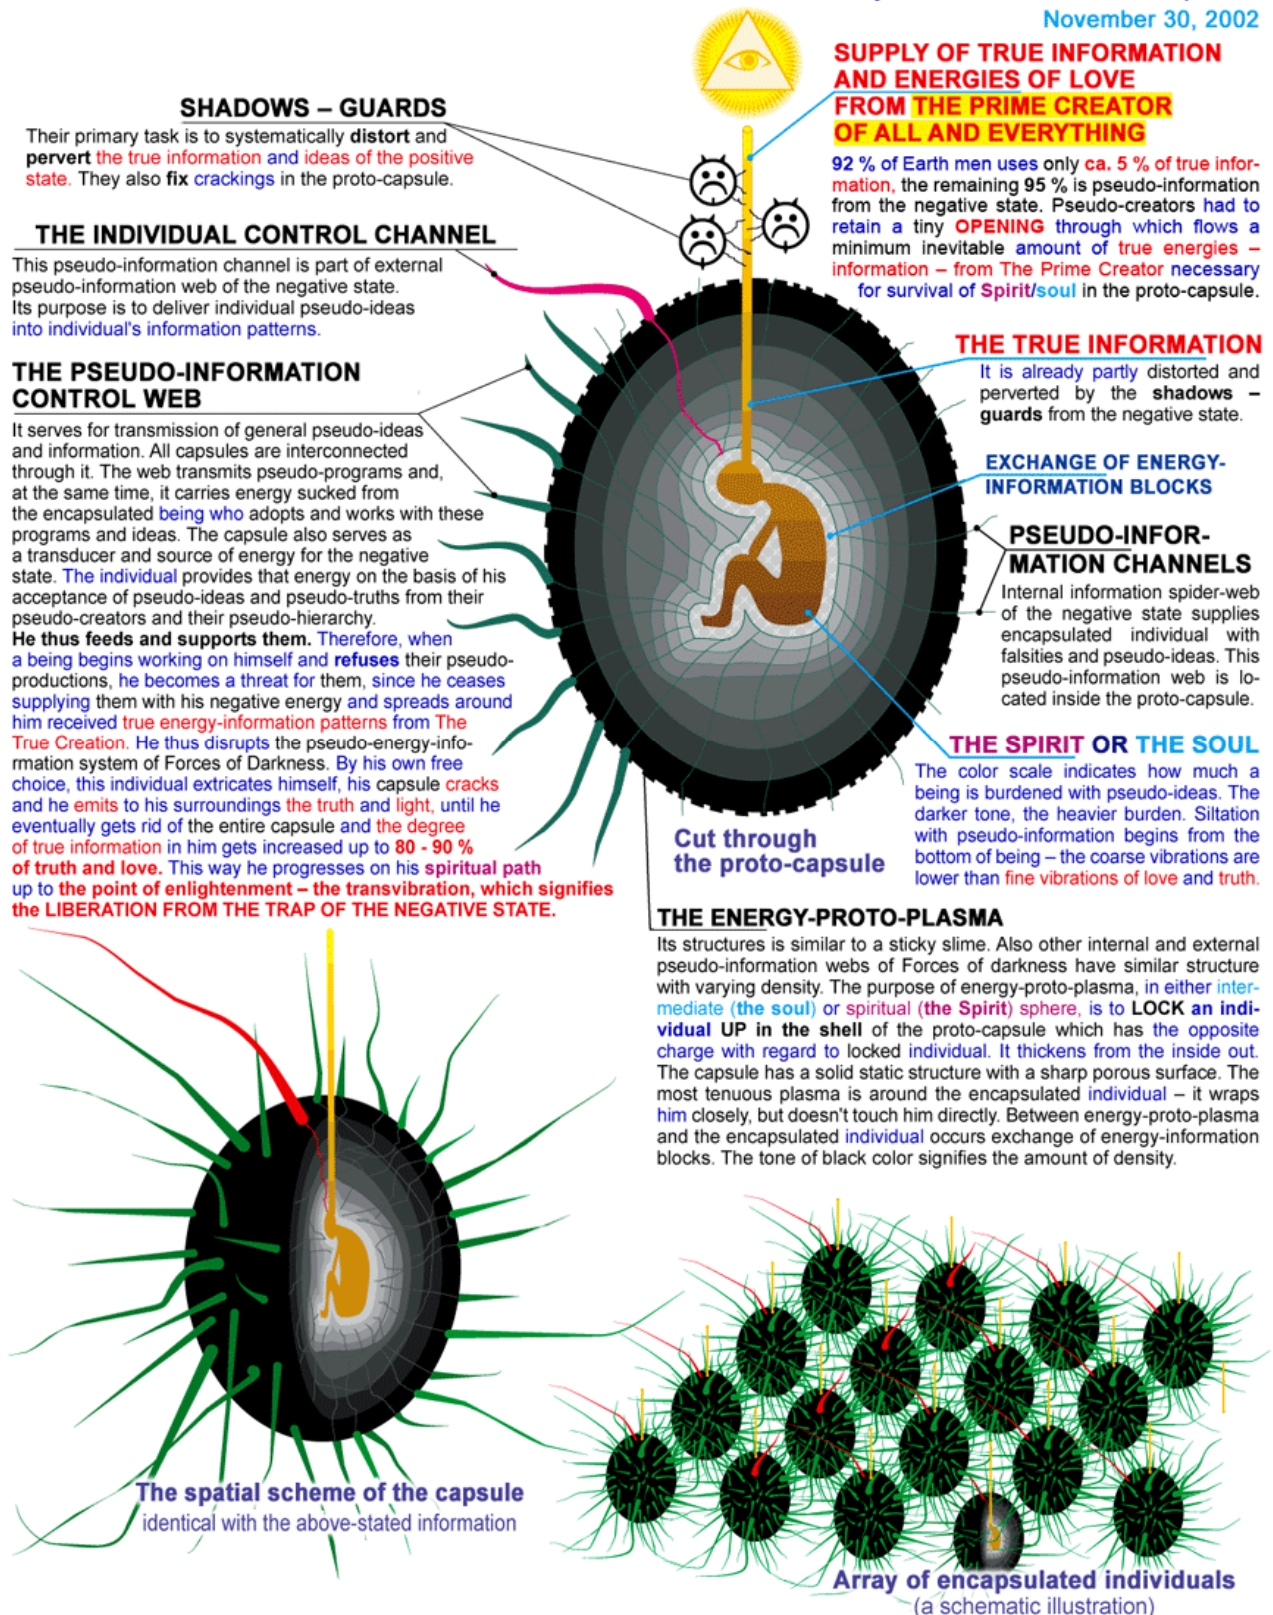 November 30, 2002
SUPPLY OF TRUE INFORMATION
AND ENERGIES OF LOVE
FROM THE PRIME CREATOR
OF ALL AND EVERYTHING
92 % of Earth men uses only ca. 5 % of true infor-
mation, the remaining 95 % is pseudo-information
from the negative state. Pseudo-creators had to
retain a tiny OPENING through which flows a
minimum inevitable amount of true energies –
information – from The Prime Creator necessary
for survival of Spirit/soul in the proto-capsule.
SHADOWS – GUARDS
Their primary task is to systematically distort and
pervert the true information and ideas of the positive
state. They also fix crackings in the proto-capsule.
THE INDIVIDUAL CONTROL CHANNEL
This pseudo-information channel is part of external
pseudo-information web of the negative state.
Its purpose is to deliver individual pseudo-ideas
into individual's information patterns.
THE PSEUDO-INFORMATION
CONTROL WEB
It serves for transmission of general pseudo-ideas
and information. All capsules are interconnected
through it. The web transmits pseudo-programs and,
at the same time, it carries energy sucked from
the encapsulated being who adopts and works with these
programs and ideas. The capsule also serves as
a transducer and source of energy for the negative
state. The individual provides that energy on the basis of his
acceptance of pseudo-ideas and pseudo-truths from their
pseudo-creators and their pseudo-hierarchy.
He thus feeds and supports them. Therefore, when
a being begins working on himself and refuses their pseudo-
productions, he becomes a threat for them, since he ceases
supplying them with his negative energy and spreads around
him received true energy-information patterns from The
True Creation. He thus disrupts the pseudo-energy-info-
rmation system of Forces of Darkness. By his own free
choice, this individual extricates himself, his capsule cracks
and he emits to his surroundings the truth and light, until he
eventually gets rid of the entire capsule and the degree
of true information in him gets increased up to 80 - 90 %
of truth and love. This way he progresses on his spiritual path
up to the point of enlightenment – the transvibration, which signifies
the LIBERATION FROM THE TRAP OF THE NEGATIVE STATE.
THE TRUE INFORMATION
It is already partly distorted and
perverted by the shadows –
guards from the negative state.
EXCHANGE OF ENERGY-
INFORMATION BLOCKS
PSEUDO-INFOR-
MATION CHANNELS
Internal information spider-web
of the negative state supplies
encapsulated individual with
falsities and pseudo-ideas. This
pseudo-information web is lo-
cated inside the proto-capsule.
THE SPIRIT OR THE SOUL
The color scale indicates how much a
being is burdened with pseudo-ideas. The
darker tone, the heavier burden. Siltation
with pseudo-information begins from the
bottom of being – the coarse vibrations are
lower than fine vibrations of love and truth.
Cut through
the proto-capsule
THE ENERGY-PROTO-PLASMA
Its structures is similar to a sticky slime. Also other internal and external
pseudo-information webs of Forces of darkness have similar structure
with varying density. The purpose of energy-proto-plasma, in either inter-
mediate (the soul) or spiritual (the Spirit) sphere, is to LOCK an indi-
vidual UP in the shell of the proto-capsule which has the opposite
charge with regard to locked individual. It thickens from the inside out.
The capsule has a solid static structure with a sharp porous surface. The
most tenuous plasma is around the encapsulated individual – it wraps
him closely, but doesn't touch him directly. Between energy-proto-plasma
and the encapsulated individual occurs exchange of energy-information
blocks. The tone of black color signifies the amount of density.
The spatial scheme of the capsule
identical with the above-stated information
Array of encapsulated individuals
(a schematic illustration)